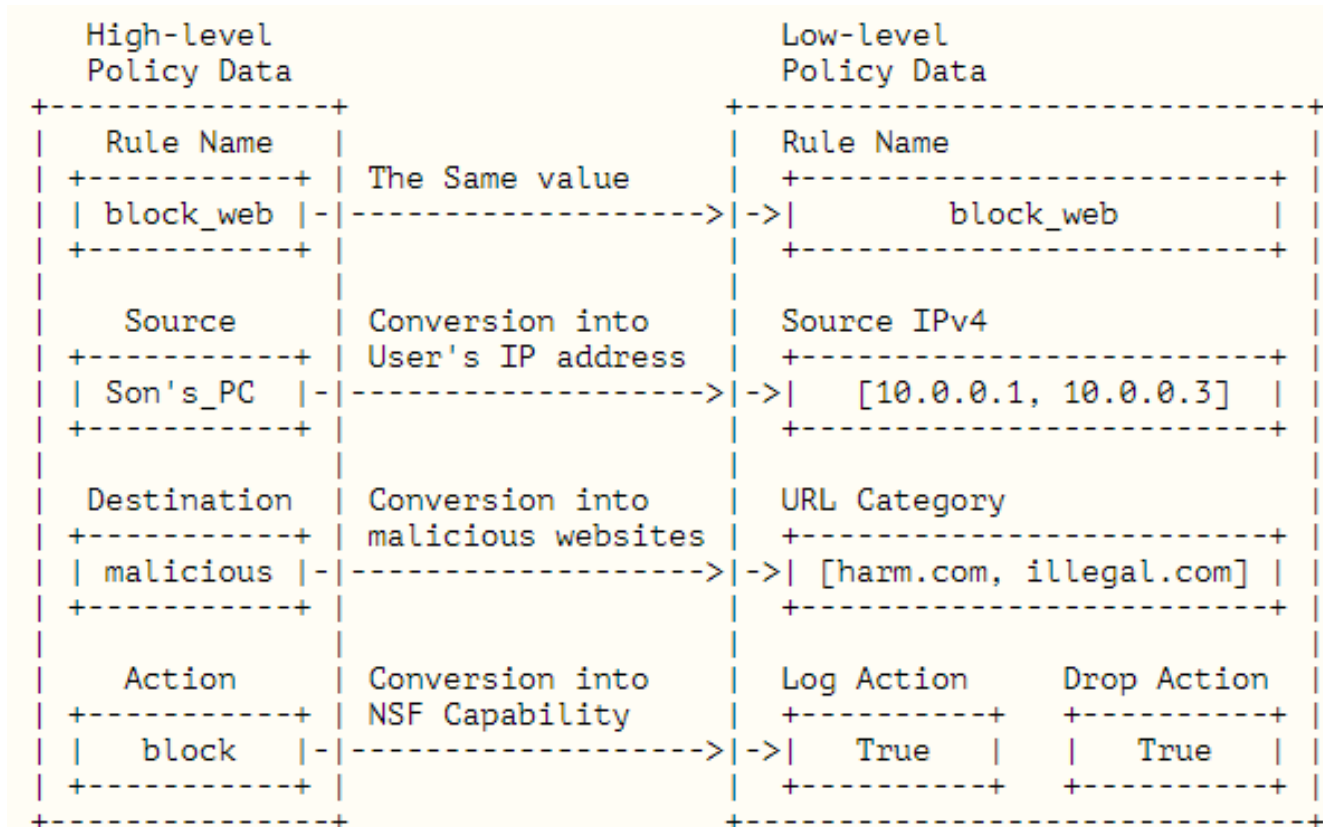 High-level Low-level
Policy Data Policy Data
Rule Name Rule Name
The Same value
block_web block_web
Source Conversion into Source IPv4
User's IP address
Son's_PC [10.0.0.1, 10.0.0.3]
Destination Conversion into URL Category
malicious websites
malicious [harm.com, illegal.com]
Action Conversion into Log Action Drop Action
NSF Capability
block True True